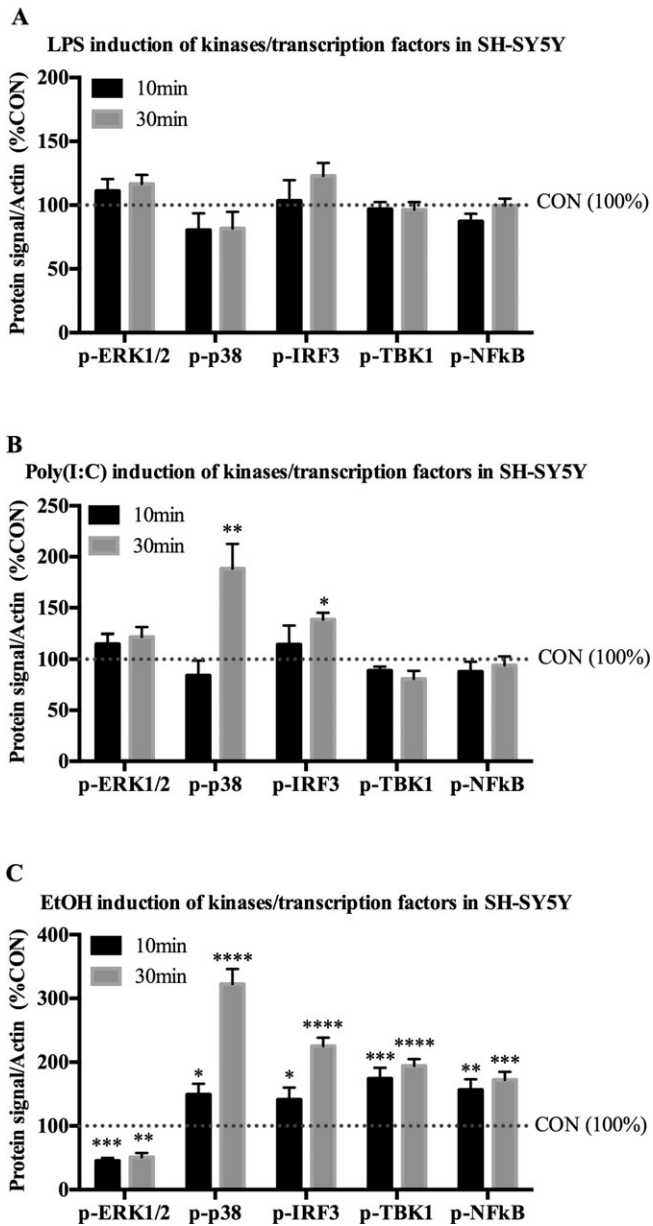 A
LPS induction of kinases/transcription factors in SH-SY5Y
200
10min
30min
150
Protein signal/Actin (%CON)
100
CON (100%)
50
0
p-ERK1/2 p-p38 p-IRF3 p-TBK1 p-NFkB
B
Poly(I:C) induction of kinases/transcription factors in SH-SY5Y
250
10min
30min
**
200
Protein signal/Actin (%CON)
150
*
100
CON (100%)
50
0
p-ERK1/2 p-p38 p-IRF3 p-TBK1 p-NFkB
C
EtOH induction of kinases/transcription factors in SH-SY5Y
400
10min
30min
****
300
Protein signal/Actin (%CON)
****
200
* * *** **** ** ***
100
CON (100%)
*** **
0
p-ERK1/2 p-p38 p-IRF3 p-TBK1 p-NFkB